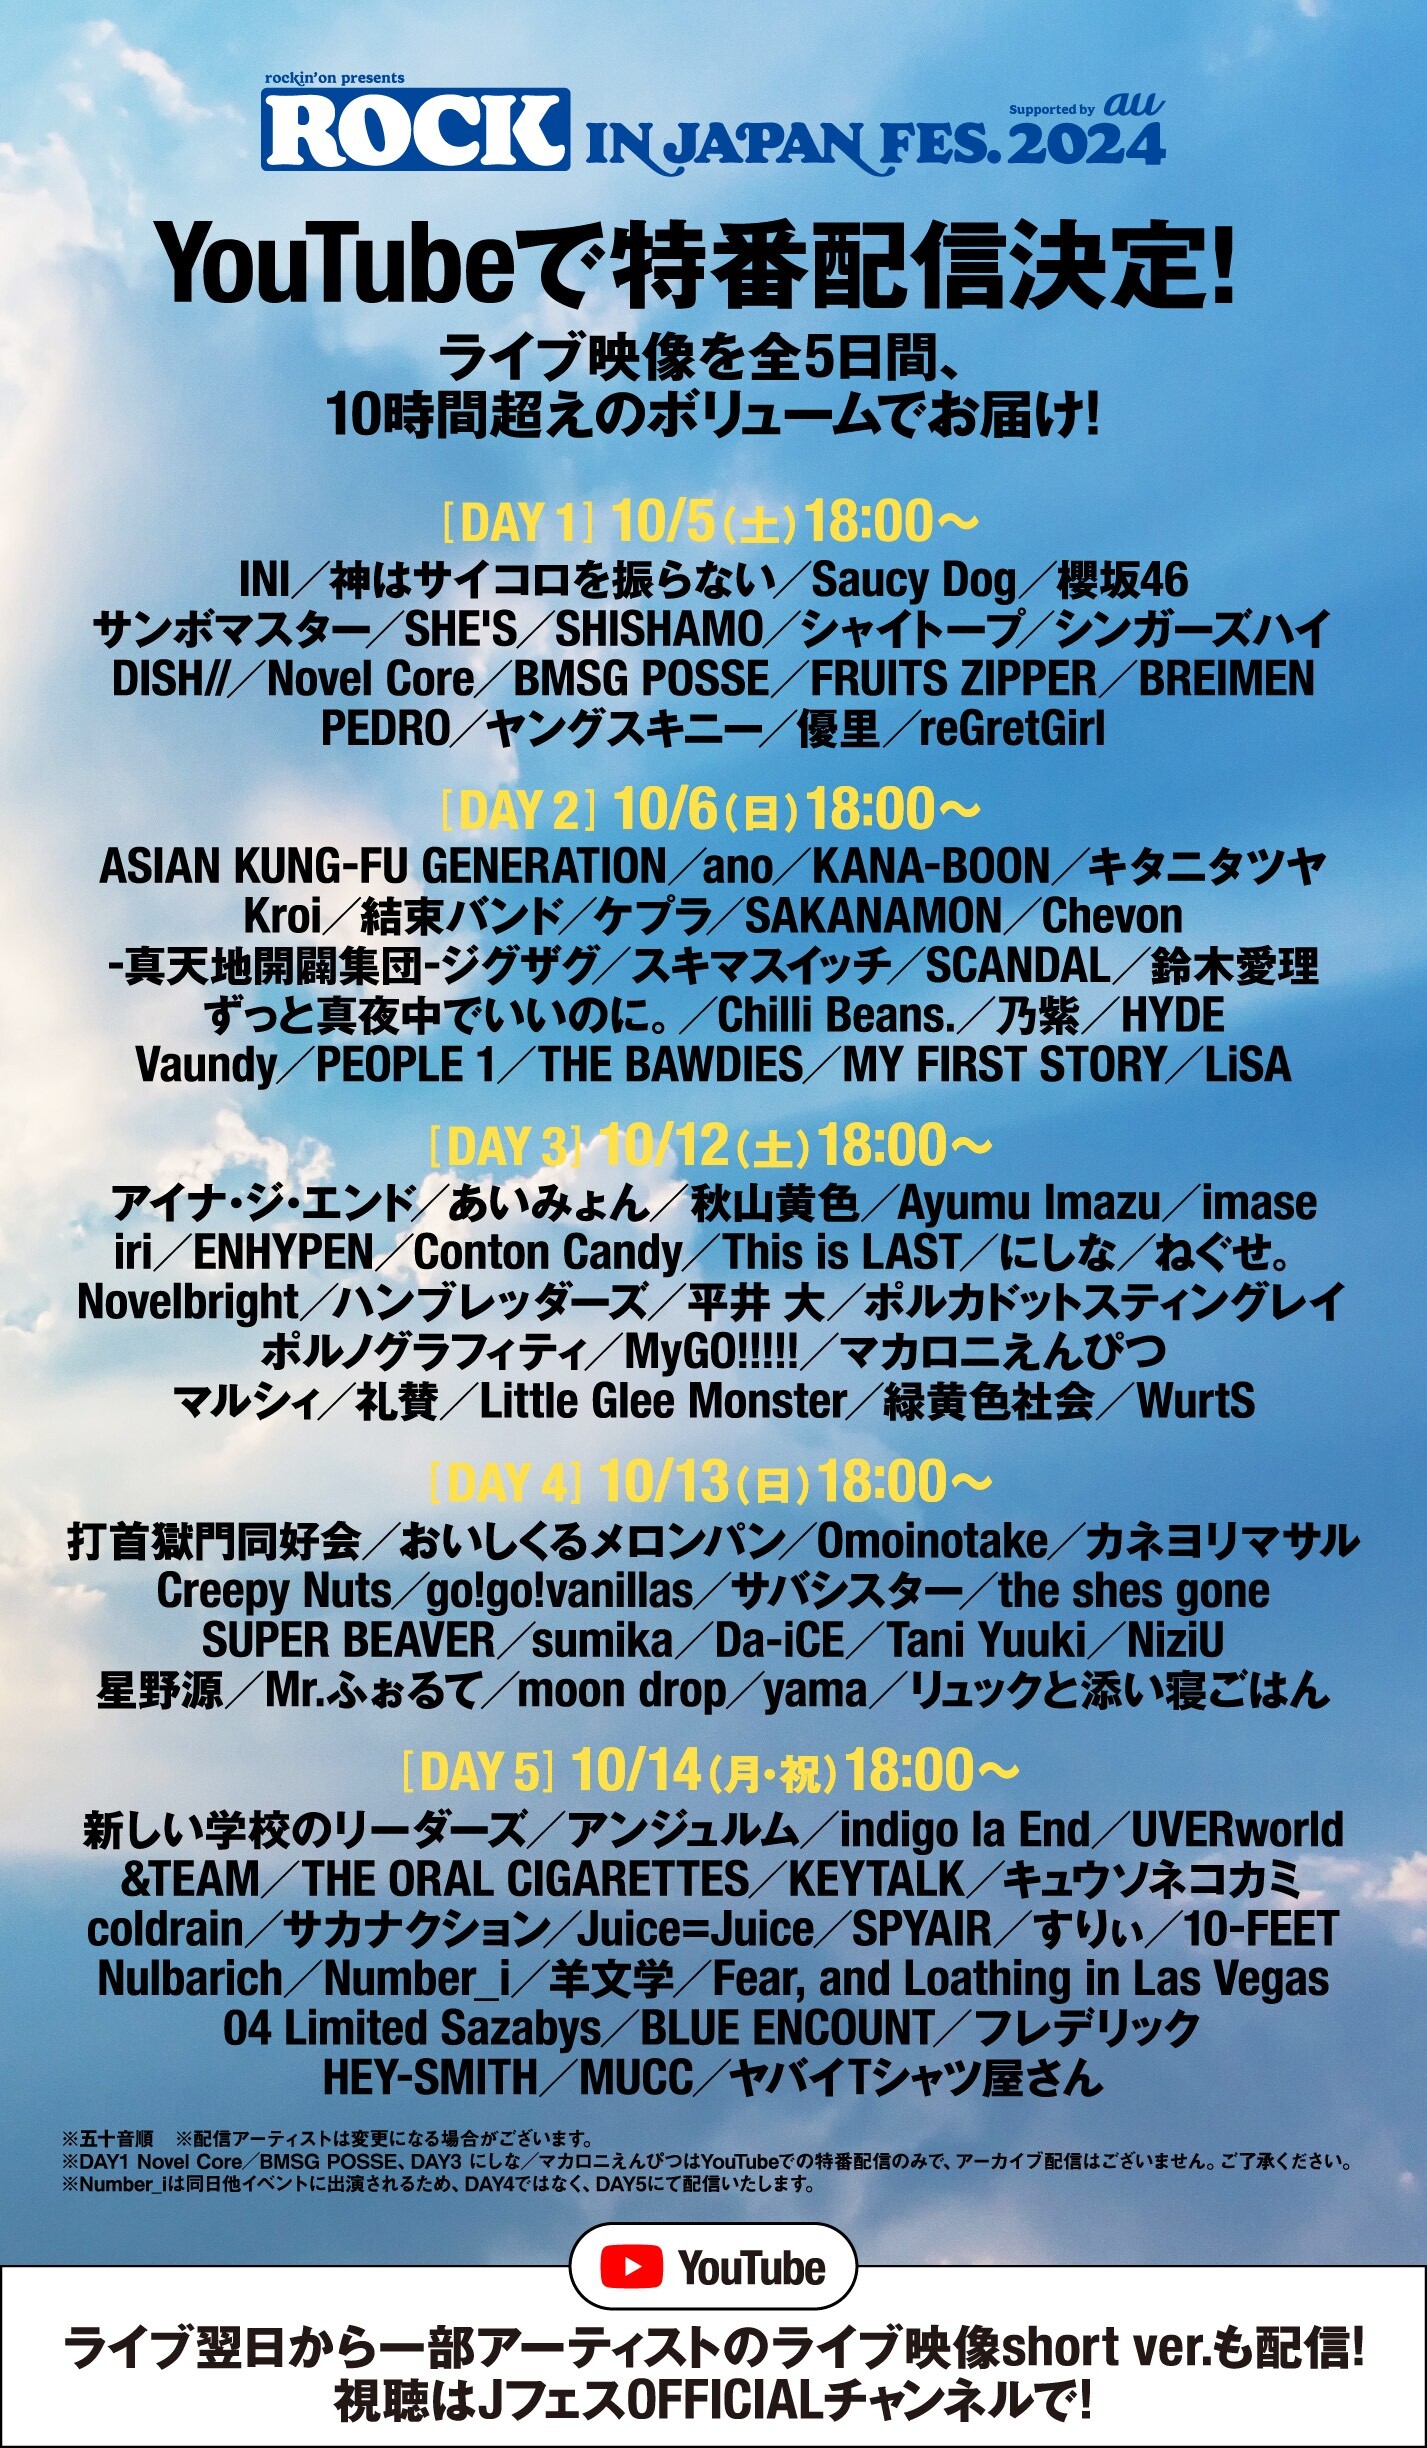 rockin'on presents
ROCK IN JAPAN FES. 2024
Supported by au
YouTubeで特番配信決定!
ライブ映像を全5日間、
10時間超えのボリュームでお届け!
[DAY 1] 10/5(土)18:00〜
INI／神はサイコロを振らない／Saucy Dog／櫻坂46
サンボマスター／SHE'S／SHISHAMO／シャイトープ／シンガーズハイ
DISH//／Novel Core／BMSG POSSE／FRUITS ZIPPER／BREIMEN
PEDRO／ヤングスキニー／優里／reGretGirl
[DAY 2] 10/6(日)18:00〜
ASIAN KUNG-FU GENERATION／ano／KANA-BOON／キタニタツヤ
Kroi／結束バンド／ケプラ／SAKANAMON／Chevon
-真天地開闢集団-ジグザグ／スキマスイッチ／SCANDAL／鈴木愛理
ずっと真夜中でいいのに。／Chilli Beans.／乃紫／HYDE
Vaundy／PEOPLE 1／THE BAWDIES／MY FIRST STORY／LiSA
[DAY 3] 10/12(土)18:00〜
アイナ・ジ・エンド／あいみょん／秋山黄色／Ayumu Imazu／imase
iri／ENHYPEN／Conton Candy／This is LAST／にしな／ねぐせ。
Novelbright／ハンブレッダーズ／平井 大／ポルカドットスティングレイ
ポルノグラフィティ／MyGO!!!!!／マカロニえんぴつ
マルシィ／礼賛／Little Glee Monster／緑黄色社会／WurtS
[DAY 4] 10/13(日)18:00〜
打首獄門同好会／おいしくるメロンパン／Omoinotake／カネヨリマサル
Creepy Nuts／go!go!vanillas／サバシスター／the shes gone
SUPER BEAVER／sumika／Da-iCE／Tani Yuuki／NiziU
星野源／Mr.ふぉるて／moon drop／yama／リュックと添い寝ごはん
[DAY 5] 10/14(月・祝)18:00〜
新しい学校のリーダーズ／アンジュルム／indigo la End／UVERworld
&TEAM／THE ORAL CIGARETTES／KEYTALK／キュウソネコカミ
coldrain／サカナクション／Juice=Juice／SPYAIR／すりぃ／10-FEET
Nulbarich／Number_i／羊文学／Fear, and Loathing in Las Vegas
04 Limited Sazabys／BLUE ENCOUNT／フレデリック
HEY-SMITH／MUCC／ヤバイTシャツ屋さん
※五十音順　※配信アーティストは変更になる場合がございます。
※DAY1 Novel Core／BMSG POSSE、DAY3 にしな／マカロニえんぴつはYouTubeでの特番配信のみで、アーカイブ配信はございません。ご了承ください。
※Number_iは同日他イベントに出演されるため、DAY4ではなく、DAY5にて配信いたします。
YouTube
ライブ翌日から一部アーティストのライブ映像short ver.も配信!
視聴はJフェスOFFICIALチャンネルで!